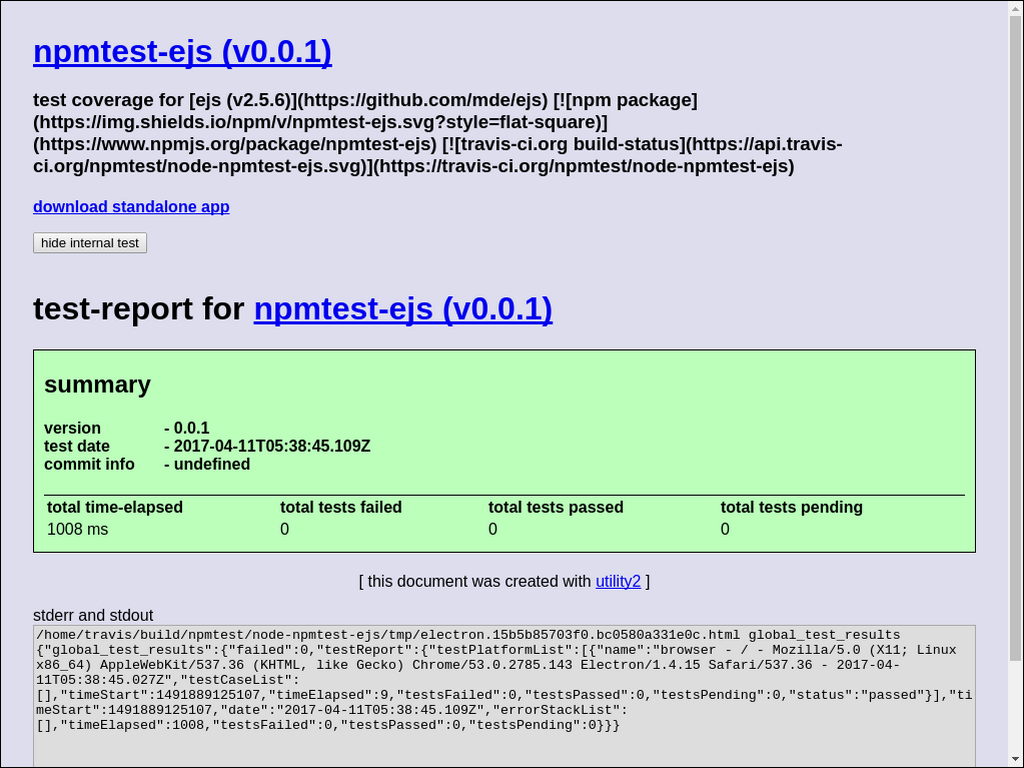 npmtest-ejs (v0.0.1)
test coverage for [ejs (v2.5.6)](https://github.com/mde/ejs) [![npm package]
(https://img.shields.io/npm/v/npmtest-ejs.svg?style=flat-square)]
(https://www.npmjs.org/package/npmtest-ejs) [![travis-ci.org build-status](https://api.travis-
ci.org/npmtest/node-npmtest-ejs.svg)](https://travis-ci.org/npmtest/node-npmtest-ejs)
download standalone app
hide internal test
test-report for npmtest-ejs (v0.0.1)
summary
version - 0.0.1
test date - 2017-04-11T05:38:45.109Z
commit info - undefined
total time-elapsed total tests failed total tests passed total tests pending
1008 ms 0 0 0
[ this document was created with utility2 ]
stderr and stdout
/home/travis/build/npmtest/node-npmtest-ejs/tmp/electron.15b5b85703f0.bc0580a331e0c.html global_test_results
{"global_test_results":{"failed":0,"testReport":{"testPlatformList":[{"name":"browser - / - Mozilla/5.0 (X11; Linux
x86_64) AppleWebKit/537.36 (KHTML, like Gecko) Chrome/53.0.2785.143 Electron/1.4.15 Safari/537.36 - 2017-04-
11T05:38:45.027Z","testCaseList":
[],"timeStart":1491889125107,"timeElapsed":9,"testsFailed":0,"testsPassed":0,"testsPending":0,"status":"passed"}],"ti
meStart":1491889125107,"date":"2017-04-11T05:38:45.109Z","errorStackList":
[],"timeElapsed":1008,"testsFailed":0,"testsPassed":0,"testsPending":0}}}